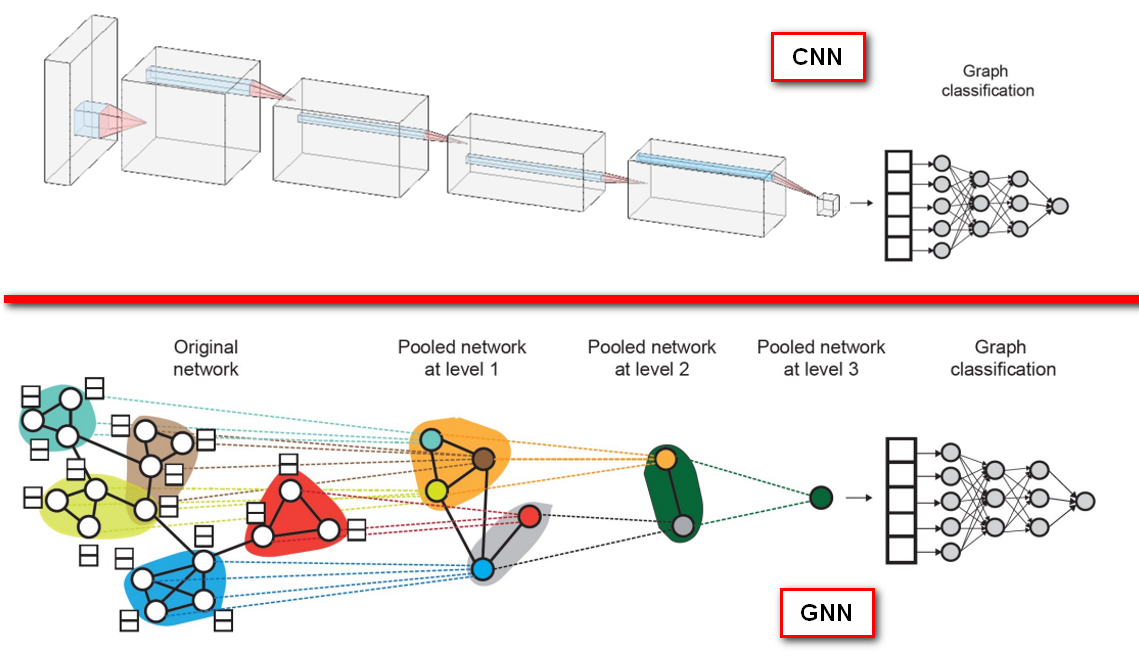 CNN
Graph
classification
Original
network
Pooled network
at level 1
Pooled network
at level 2
Pooled network
at level 3
Graph
classification
GNN